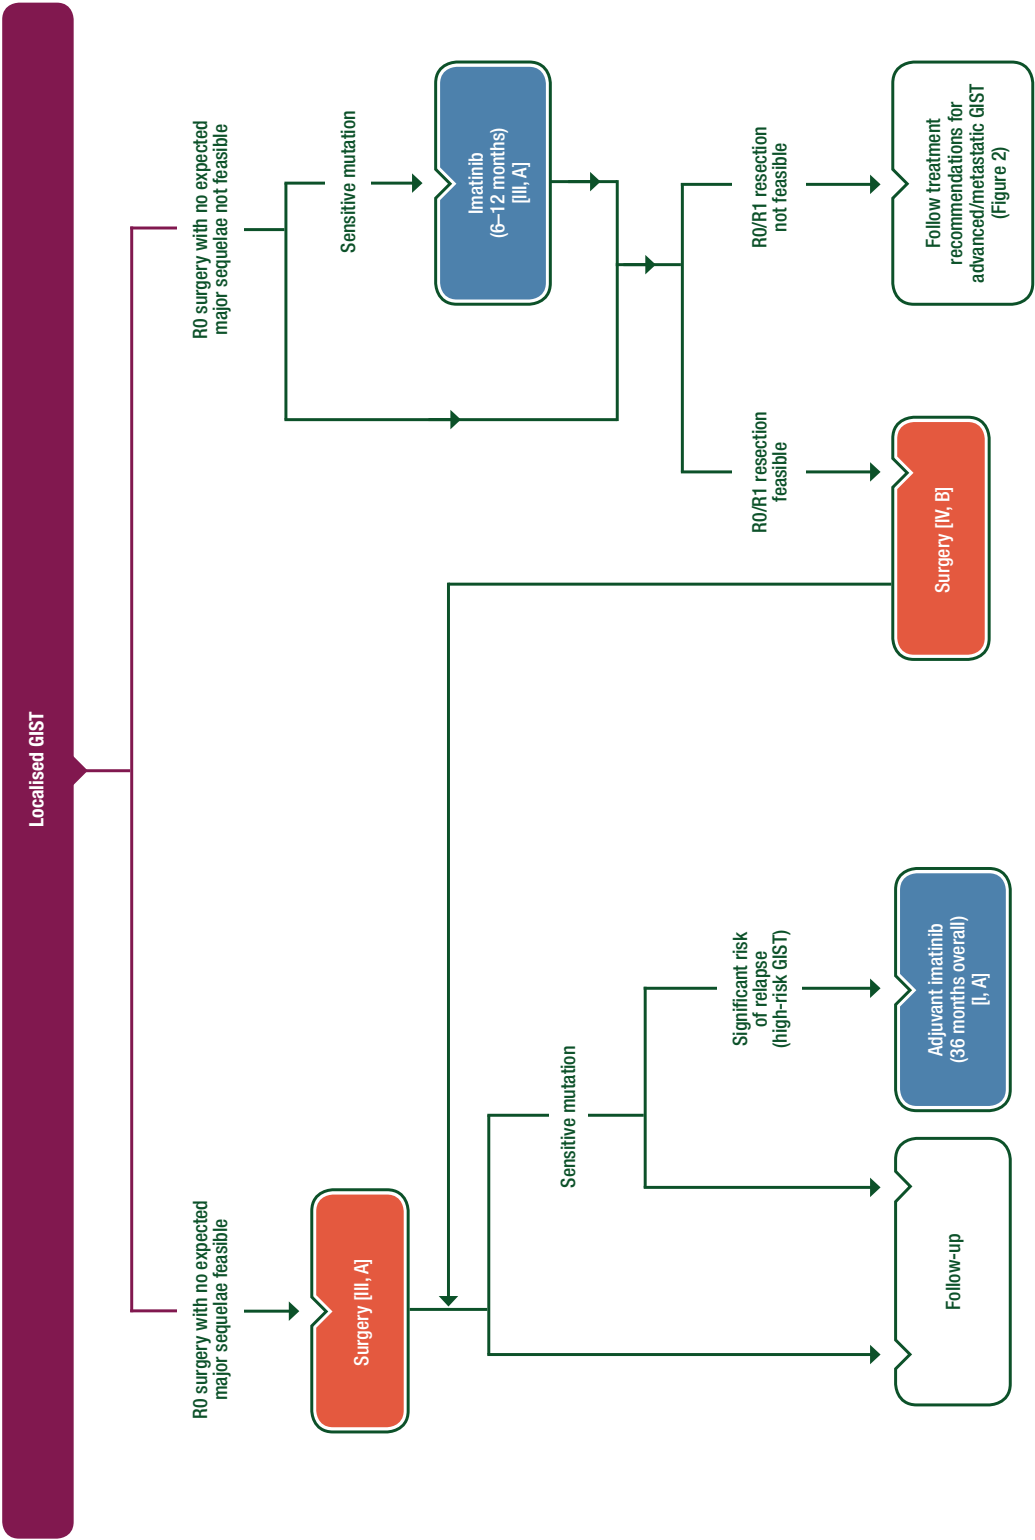 Localised GIST
R0 surgery with no expected
major sequelae feasible
R0 surgery with no expected
major sequelae not feasible
Surgery [III, A]
Sensitive mutation
Imatinib
(6–12 months)
[III, A]
Sensitive mutation
Significant risk
of relapse
(high-risk GIST)
R0/R1 resection
feasible
R0/R1 resection
not feasible
Follow-up
Adjuvant imatinib
(36 months overall)
[I, A]
Surgery [IV, B]
Follow treatment
recommendations for
advanced/metastatic GIST
(Figure 2)